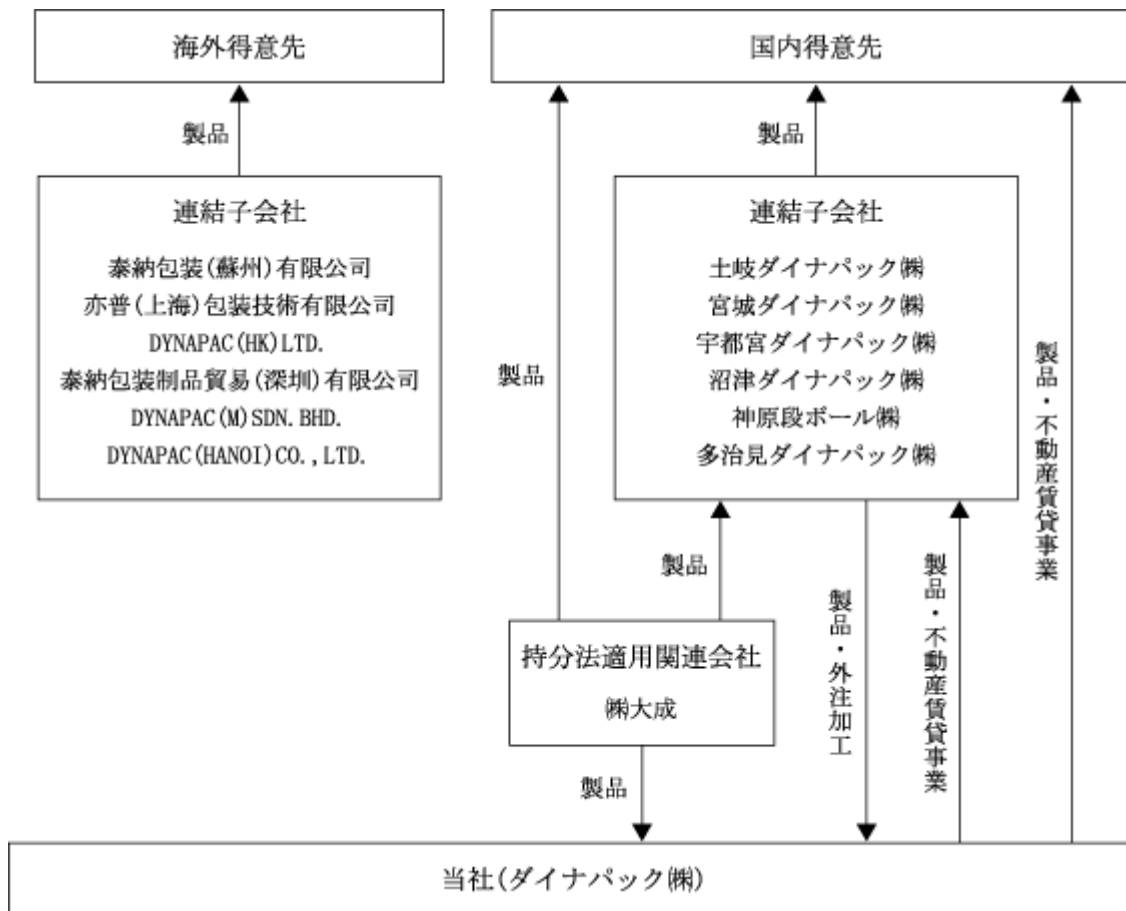 海外得意先
国内得意先
製品
製品
連結子会社
泰納包装(蘇州)有限公司
亦普(上海)包装技術有限公司
DYNAPAC(HK)LTD.
泰納包装制品貿易(深圳)有限公司
DYNAPAC(M)SDN.BHD.
DYNAPAC(HANOI)CO.,LTD.
連結子会社
土岐ダイナパック㈱
宮城ダイナパック㈱
宇都宮ダイナパック㈱
沼津ダイナパック㈱
神原段ボール㈱
多治見ダイナパック㈱
製品
製品・不動産賃貸事業
製品
製品・外注加工
製品・不動産賃貸事業
持分法適用関連会社
㈱大成
製品
当社(ダイナパック㈱)